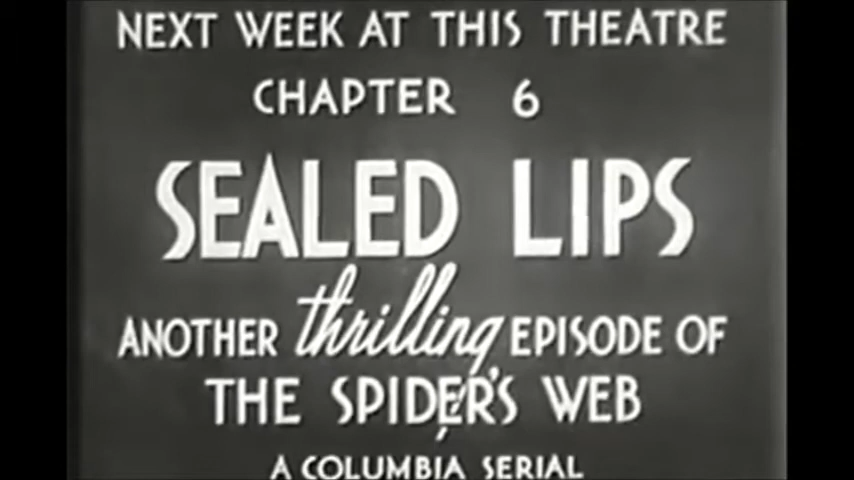 NEXT WEEK AT THIS THEATRE
CHAPTER 6
SEALED LIPS
ANOTHER thrilling EPISODE OF
THE SPIDER'S WEB
A COLUMBIA SERIAL